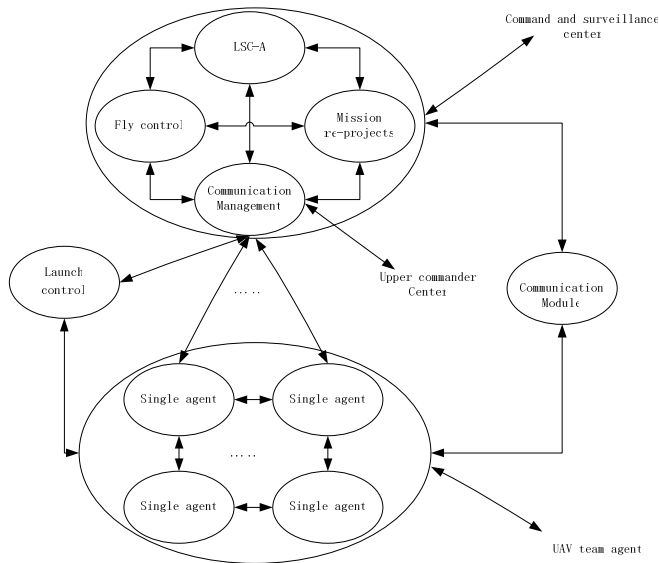 Command and surveillance
center
LSC-A
Fly control
Mission
re-projects
Communication
Management
Launch
control
Upper commander
Center
.....
Communication
Module
Single agent
Single agent
.....
Single agent
Single agent
UAV team agent